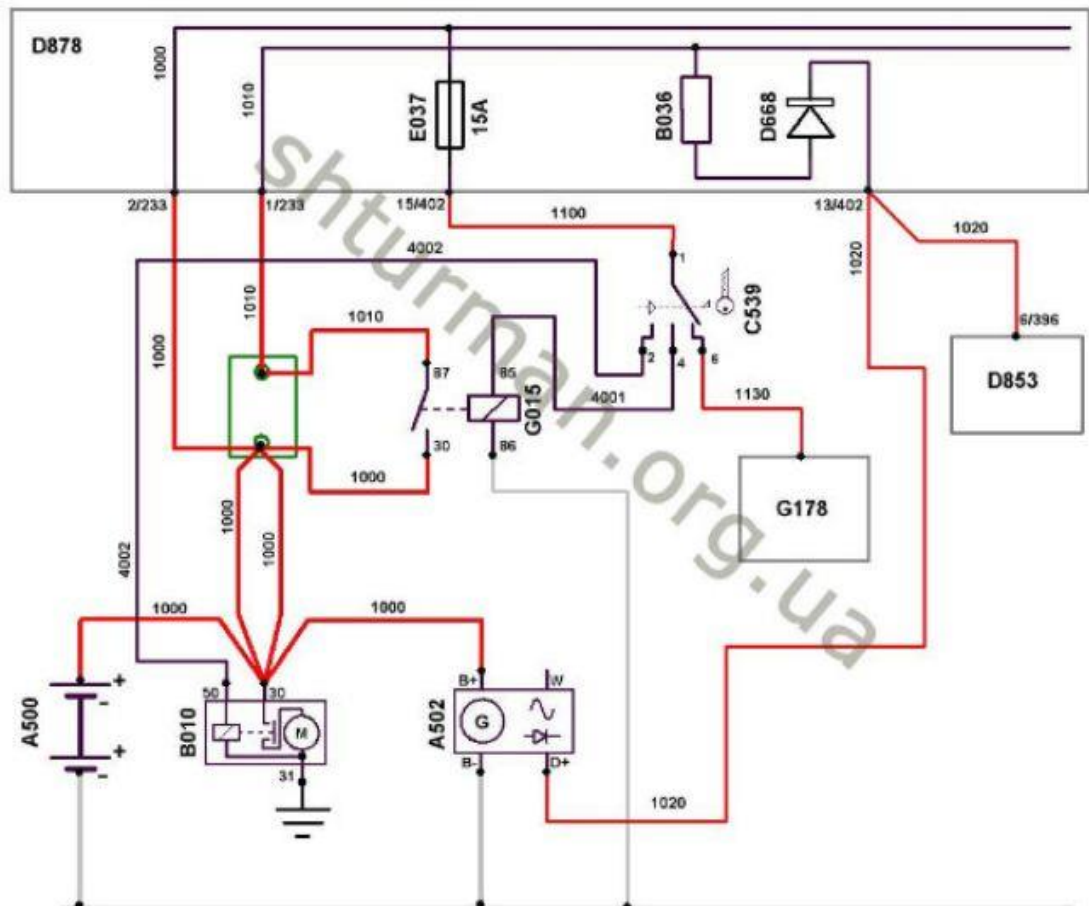 D878
1000
1010
E037
15A
B036
D668
2/233
1/233
15/402
13/402
1100
1020
1020
4002
1
C539
6/396
D853
1010
1010
1000
87
85
2
4
6
G015
4001
1130
30
86
1000
G178
1000
1000
4002
1000
1000
+
-
+
-
A500
50
30
B010
M
31
B+
W
A502
G
B-
D+
1020
shturman.org.ua